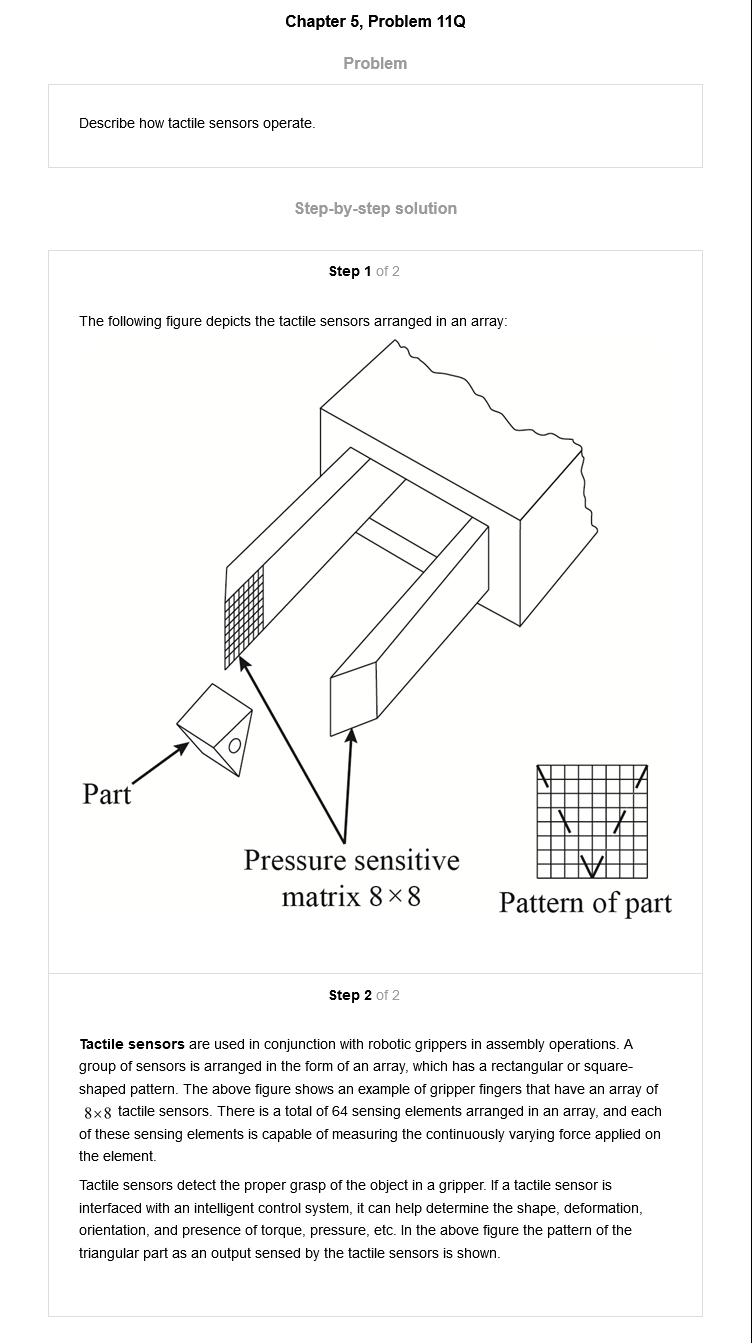 Chapter 5, Problem 11Q
Problem
Describe how tactile sensors operate.
Step-by-step solution
Step 1 of 2
The following figure depicts the tactile sensors arranged in an array:
Part
Pressure sensitive
matrix 8×8
Pattern of part
Step 2 of 2
Tactile sensors are used in conjunction with robotic grippers in assembly operations. A
group of sensors is arranged in the form of an array, which has a rectangular or square-
shaped pattern. The above figure shows an example of gripper fingers that have an array of
8×8 tactile sensors. There is a total of 64 sensing elements arranged in an array, and each
of these sensing elements is capable of measuring the continuously varying force applied on
the element.
Tactile sensors detect the proper grasp of the object in a gripper. If a tactile sensor is
interfaced with an intelligent control system, it can help determine the shape, deformation,
orientation, and presence of torque, pressure, etc. In the above figure the pattern of the
triangular part as an output sensed by the tactile sensors is shown.